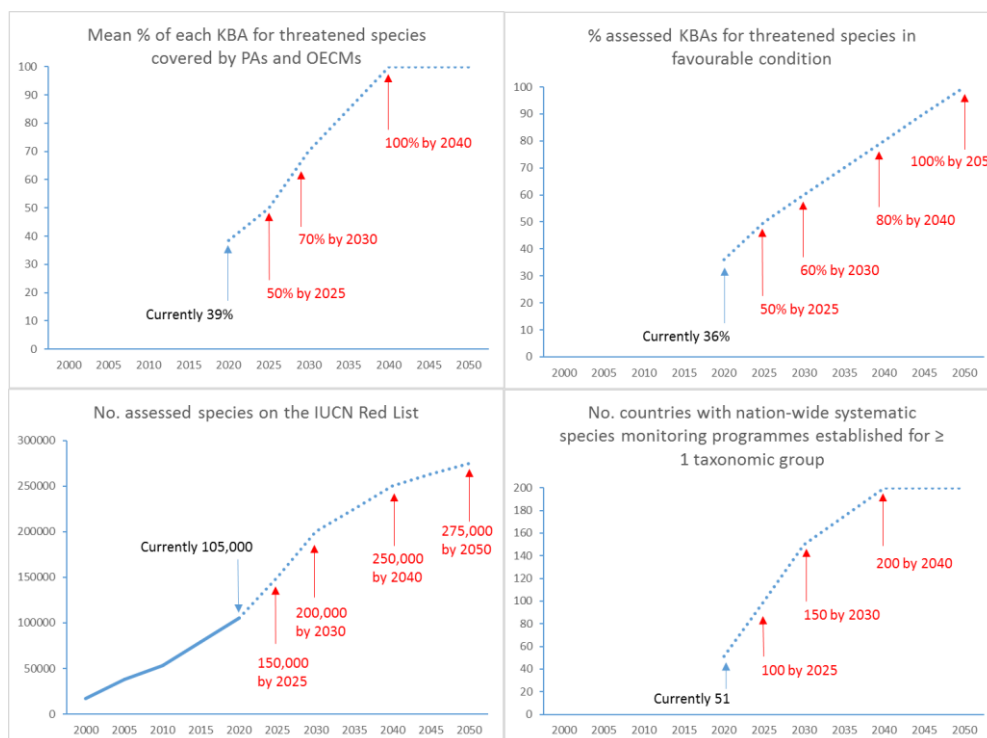 Mean % of each KBA for threatened species
covered by PAs and OECMs
100
90
80
70
60
50
40
30
20
10
0
100% by 2040
70% by 2030
50% by 2025
Currently 39%
2000 2005 2010 2015 2020 2025 2030 2035 2040 2045 2050
% assessed KBAs for threatened species in
favourable condition
100
90
80
70
60
50
40
30
20
10
0
100% by 205
80% by 2040
60% by 2030
50% by 2025
Currently 36%
2000 2005 2010 2015 2020 2025 2030 2035 2040 2045 2050
No. assessed species on the IUCN Red List
300000
250000
200000
150000
100000
50000
0
Currently 105,000
275,000
by 2050
250,000
by 2040
200,000
by 2030
150,000
by 2025
2000 2005 2010 2015 2020 2025 2030 2035 2040 2045 2050
No. countries with nation-wide systematic
species monitoring programmes established for ≥
1 taxonomic group
200
180
160
140
120
100
80
60
40
20
0
200 by 2040
150 by 2030
100 by 2025
Currently 51
2000 2005 2010 2015 2020 2025 2030 2035 2040 2045 2050